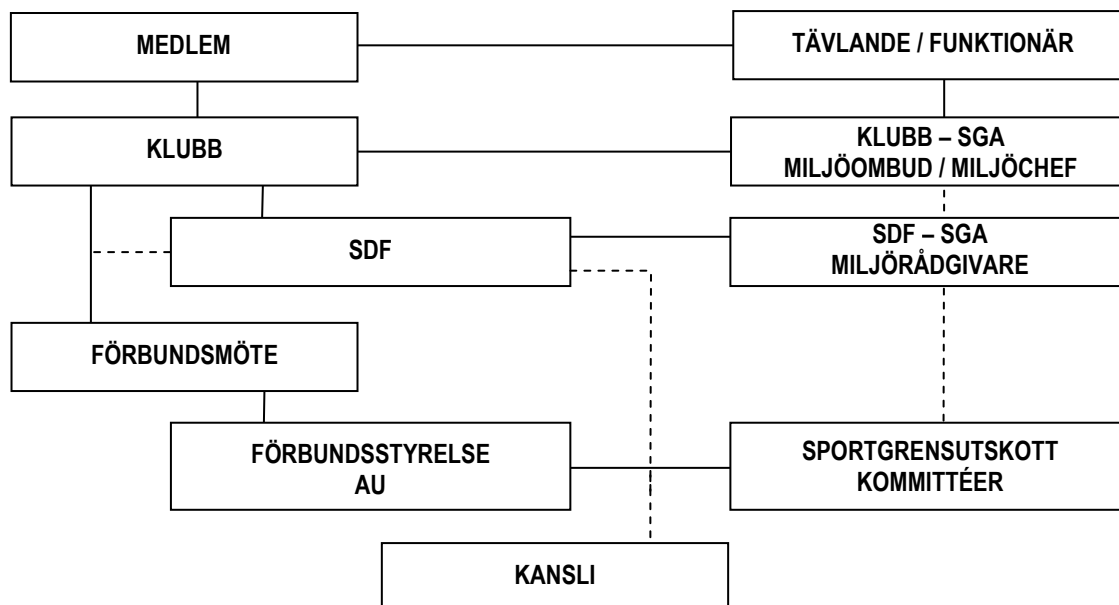 MEDLEM
TÄVLANDE / FUNKTIONÄR
KLUBB
KLUBB – SGA
MILJÖOMBUD / MILJÖCHEF
SDF
SDF – SGA
MILJÖRÅDGIVARE
FÖRBUNDSMÖTE
FÖRBUNDSSTYRELSE
AU
SPORTGRENSUTSKOTT
KOMMITTÉER
KANSLI